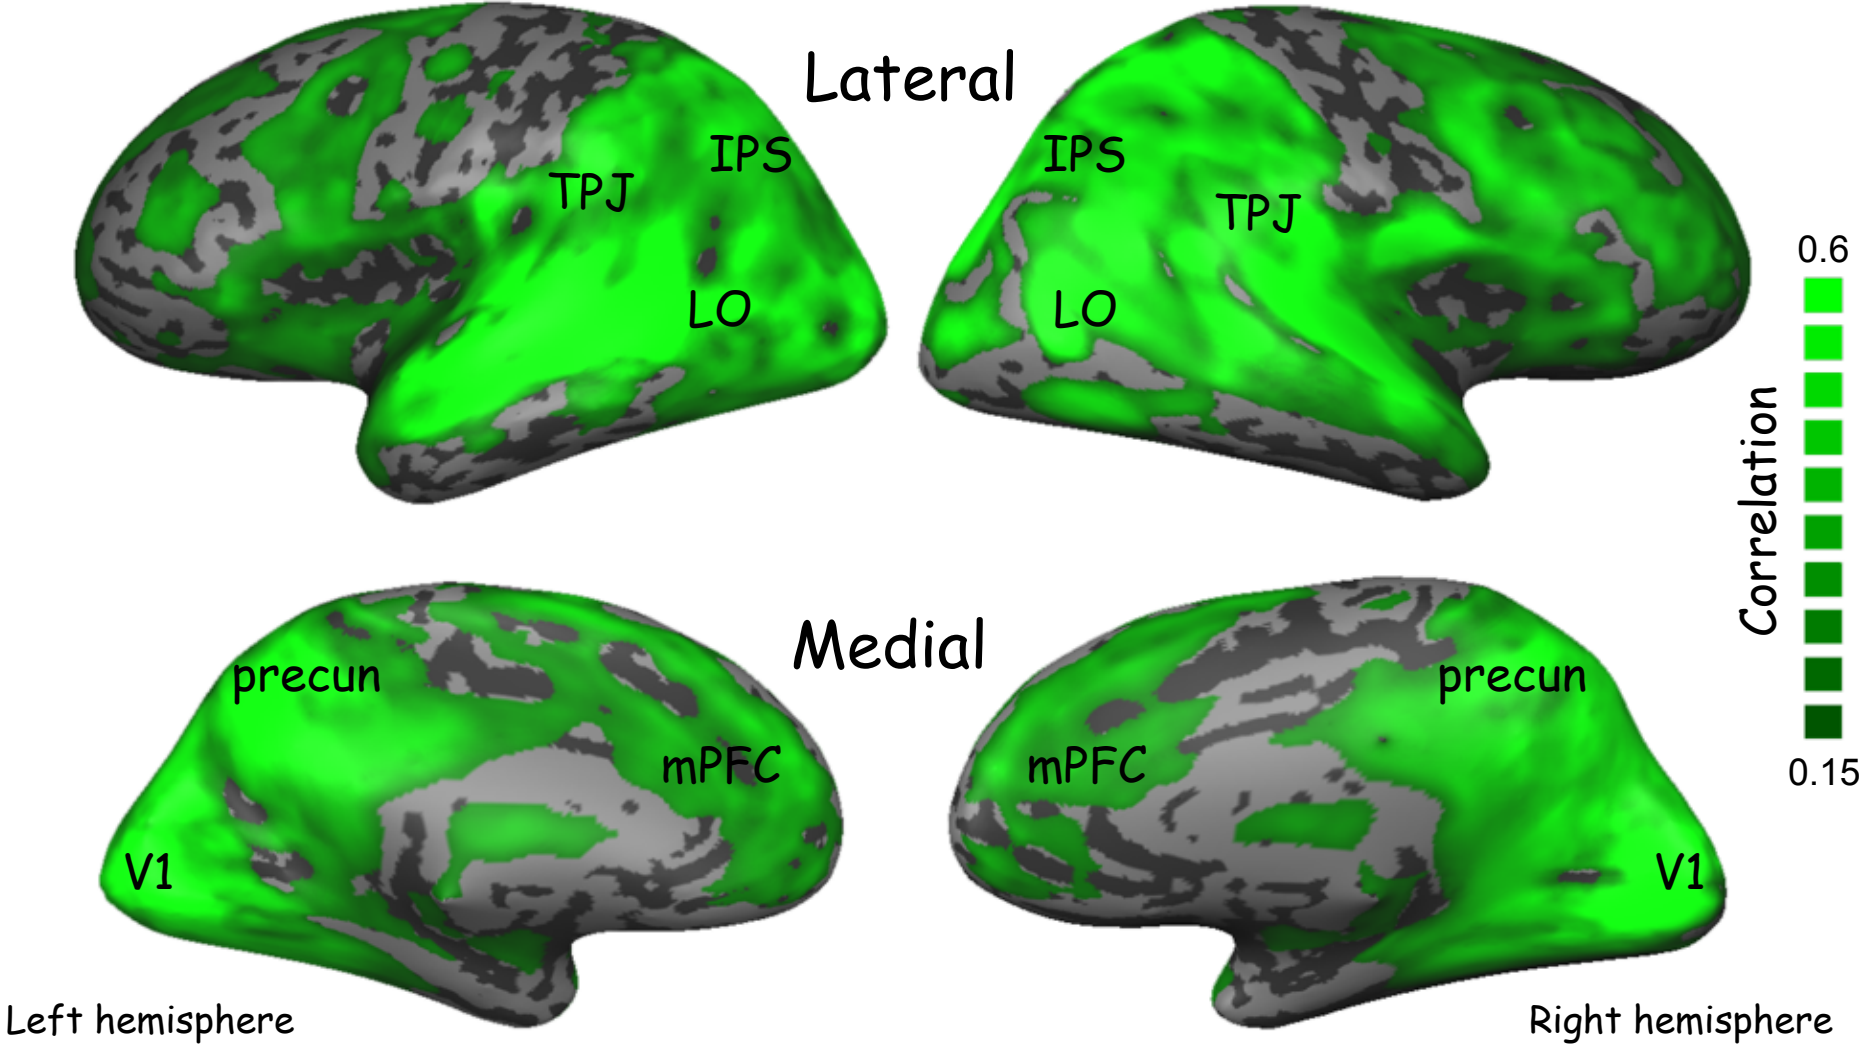 Lateral
IPS
IPS
TPJ
TPJ
LO
LO
0.6
Correlation
0.15
Medial
precun
precun
mPFC
mPFC
V1
V1
Left hemisphere
Right hemisphere